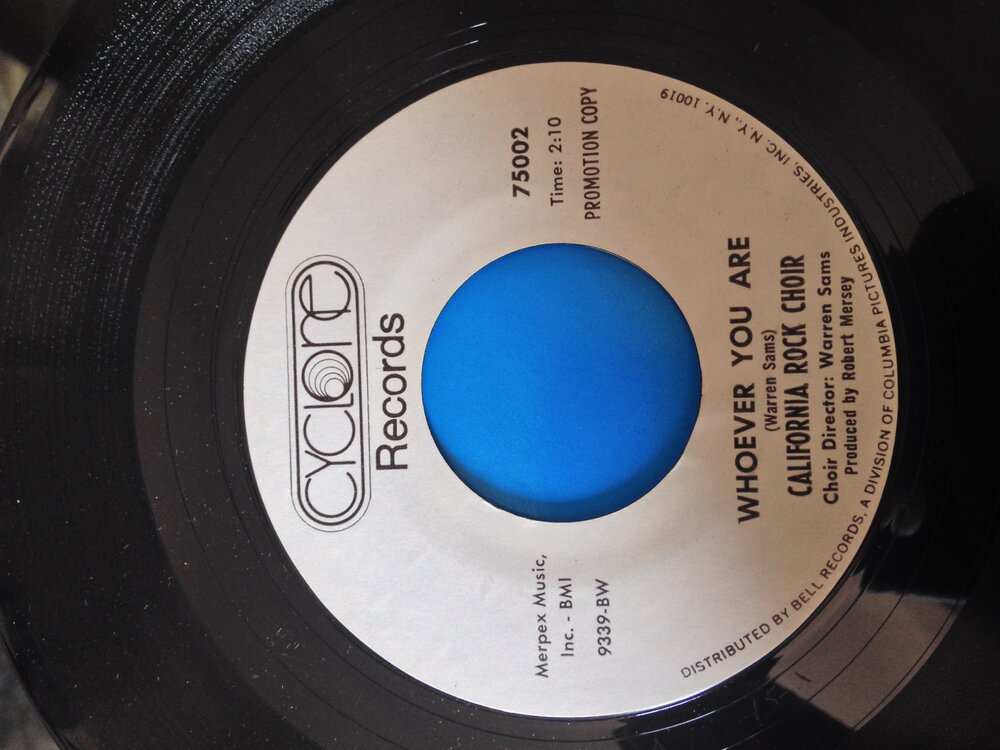 CYCLONE
Records
Merpex Music,
Inc. - BMI
9339-BW
75002
Time: 2:10
PROMOTION COPY
WHOEVER YOU ARE
(Warren Sams)
CALIFORNIA ROCK CHOIR
Choir Director: Warren Sams
Produced by Robert Mersey
DISTRIBUTED BY BELL RECORDS, A DIVISION OF COLUMBIA PICTURES INDUSTRIES, INC. N.Y., N.Y. 10019